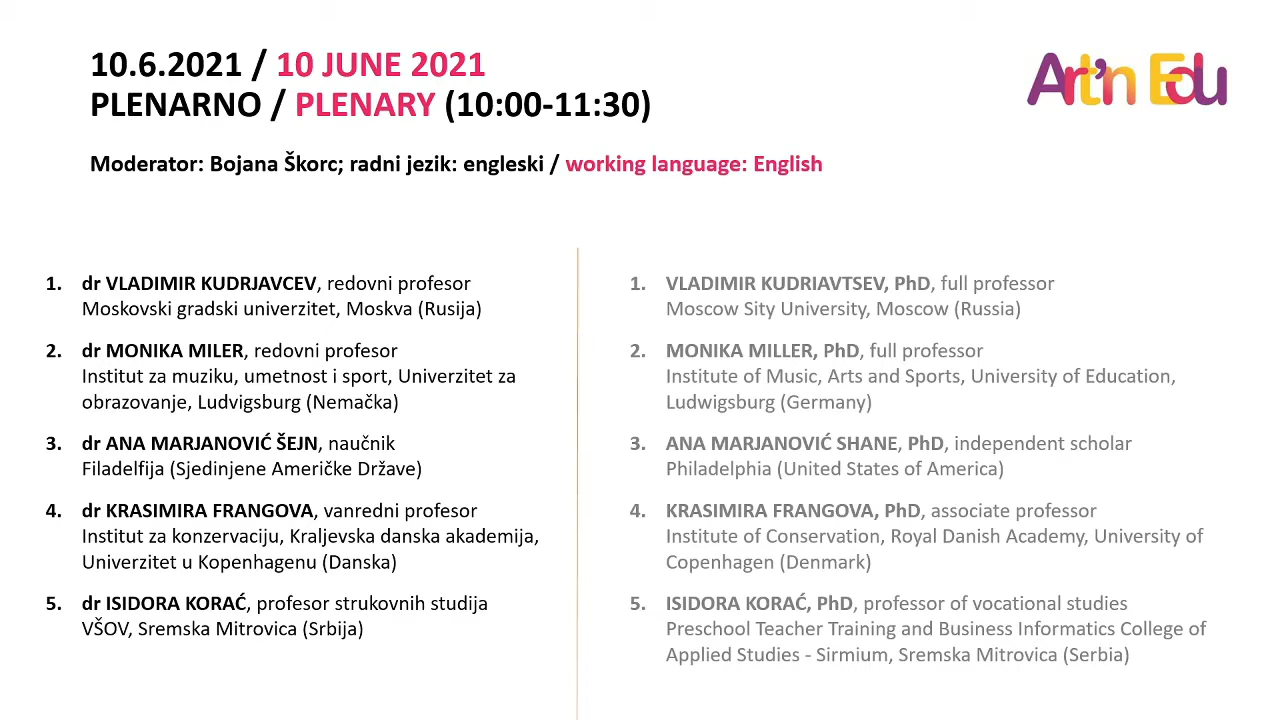 10.6.2021 / 10 JUNE 2021
PLENARNO / PLENARY (10:00-11:30)
Art'n Edu
Moderator: Bojana Škorc; radni jezik: engleski / working language: English
1. dr VLADIMIR KUDRJAVCEV, redovni profesor
Moskovski gradski univerzitet, Moskva (Rusija)
2. dr MONIKA MILER, redovni profesor
Institut za muziku, umetnost i sport, Univerzitet za
obrazovanje, Ludvigsburg (Nemačka)
3. dr ANA MARJANOVIĆ ŠEJN, naučnik
Filadelfija (Sjedinjene Američke Države)
4. dr KRASIMIRA FRANGOVA, vanredni profesor
Institut za konzervaciju, Kraljevska danska akademija,
Univerzitet u Kopenhagenu (Danska)
5. dr ISIDORA KORAĆ, profesor strukovnih studija
VŠOV, Sremska Mitrovica (Srbija)
1. VLADIMIR KUDRIAVTSEV, PhD, full professor
Moscow Sity University, Moscow (Russia)
2. MONIKA MILLER, PhD, full professor
Institute of Music, Arts and Sports, University of Education,
Ludwigsburg (Germany)
3. ANA MARJANOVIĆ SHANE, PhD, independent scholar
Philadelphia (United States of America)
4. KRASIMIRA FRANGOVA, PhD, associate professor
Institute of Conservation, Royal Danish Academy, University of
Copenhagen (Denmark)
5. ISIDORA KORAĆ, PhD, professor of vocational studies
Preschool Teacher Training and Business Informatics College of
Applied Studies - Sirmium, Sremska Mitrovica (Serbia)